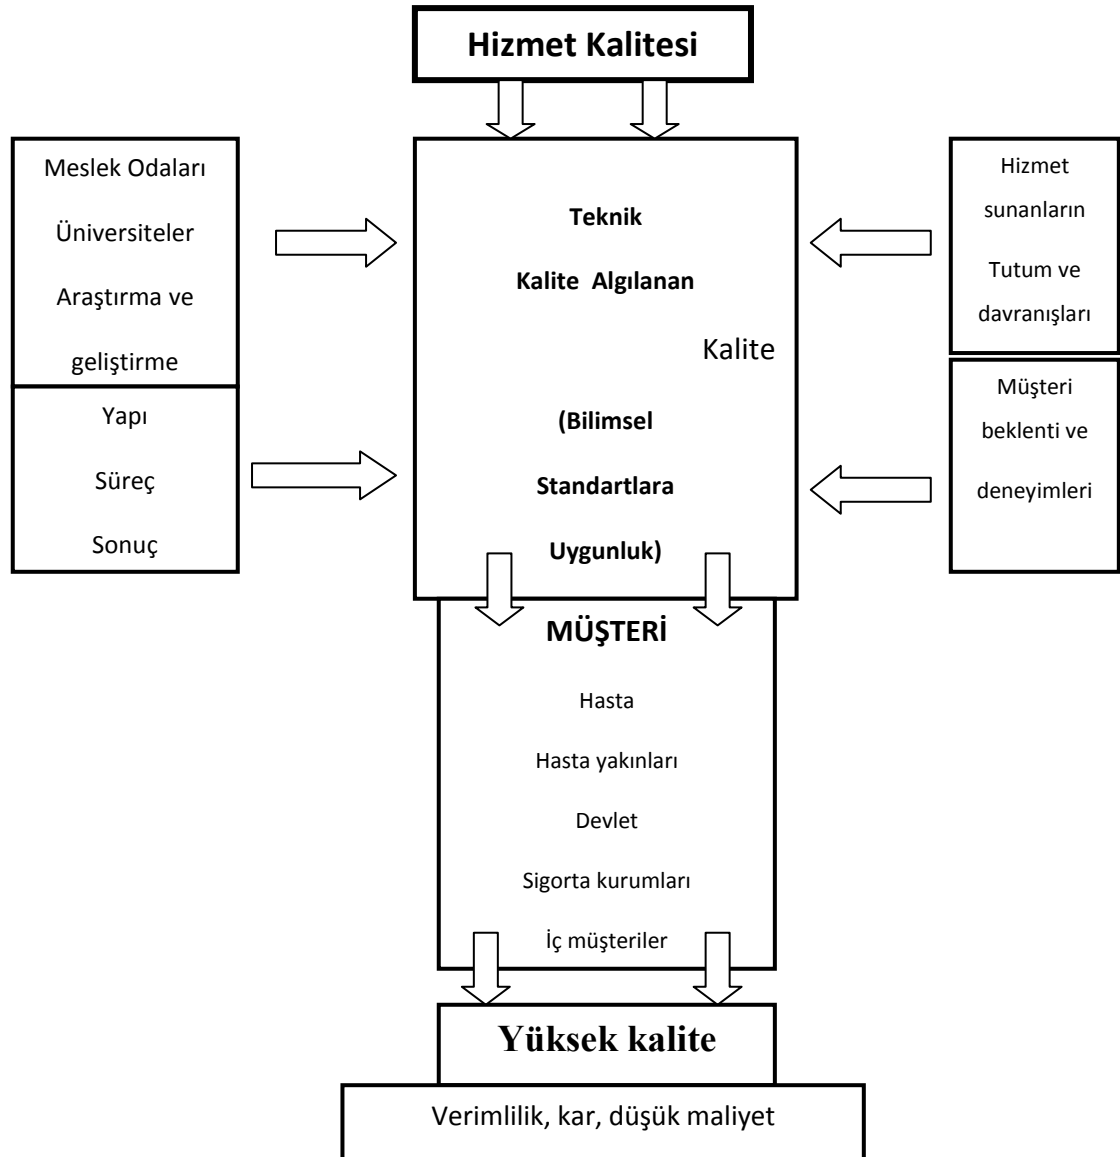 Hizmet Kalitesi
Meslek Odaları
Üniversiteler
Araştırma ve
geliştirme
Yapı
Süreç
Sonuç
Teknik
Kalite Algılanan
Kalite
(Bilimsel
Standartlara
Uygunluk)
Hizmet
sunanların
Tutum ve
davranışları
Müşteri
beklenti ve
deneyimleri
MÜŞTERİ
Hasta
Hasta yakınları
Devlet
Sigorta kurumları
İç müşteriler
Yüksek kalite
Verimlilik, kar, düşük maliyet